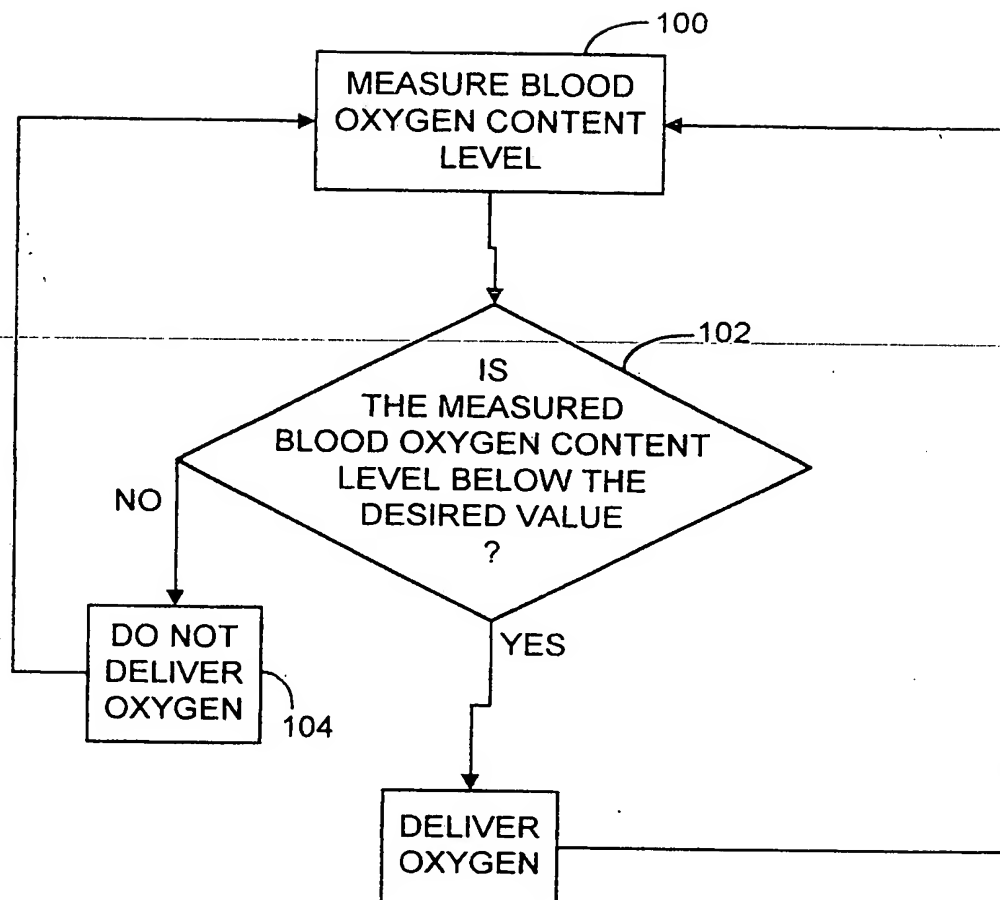 100
MEASURE BLOOD
OXYGEN CONTENT
LEVEL
102
IS
THE MEASURED
BLOOD OXYGEN CONTENT
LEVEL BELOW THE
DESIRED VALUE
?
NO
YES
DO NOT
DELIVER
OXYGEN
104
DELIVER
OXYGEN